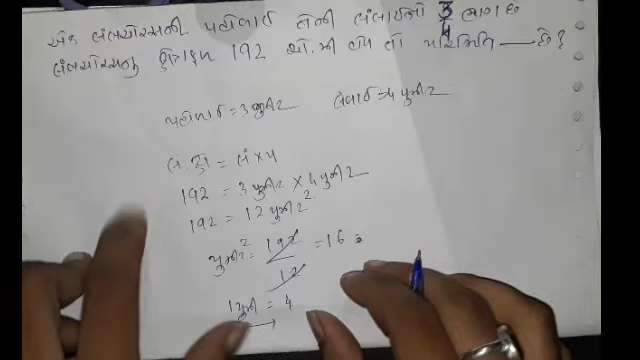 એક લંબચોરસની પહોળાઈ તેની લંબાઈનો 3/4 ભાગ છે
લંબચોરસનું ક્ષેત્રફળ 192 ચો.મી હોય તો પરિમિતિ — છે?
પહોળાઈ = 3 યુનીટ લંબાઈ = 4 યુનીટ
લં.ક્ષે = લં × પ
192 = 3 યુનીટ × 4 યુનીટ
192 = 12 યુનીટ²
યુનીટ² = 192/12 = 16
1 યુની = 4